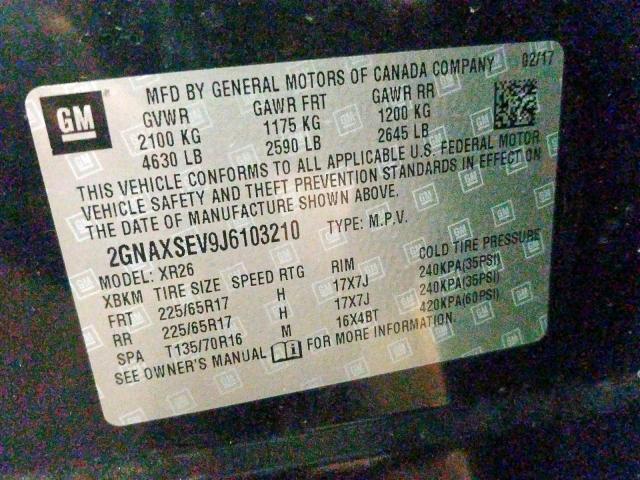 GM
MFD BY GENERAL MOTORS OF CANADA COMPANY 02/17
GVWR GAWR FRT GAWR RR
2100 KG 1175 KG 1200 KG
4630 LB 2590 LB 2645 LB
THIS VEHICLE CONFORMS TO ALL APPLICABLE U.S. FEDERAL MOTOR
VEHICLE SAFETY AND THEFT PREVENTION STANDARDS IN EFFECT ON
THE DATE OF MANUFACTURE SHOWN ABOVE.
2GNAXSEV9J6103210 TYPE: M.P.V.
MODEL: XR26
XBKM TIRE SIZE SPEED RTG RIM COLD TIRE PRESSURE
FRT 225/65R17 H 17X7J 240KPA(35PSI)
RR 225/65R17 H 17X7J 240KPA(35PSI)
SPA T135/70R16 M 16X4BT 420KPA(60PSI)
SEE OWNER'S MANUAL FOR MORE INFORMATION.